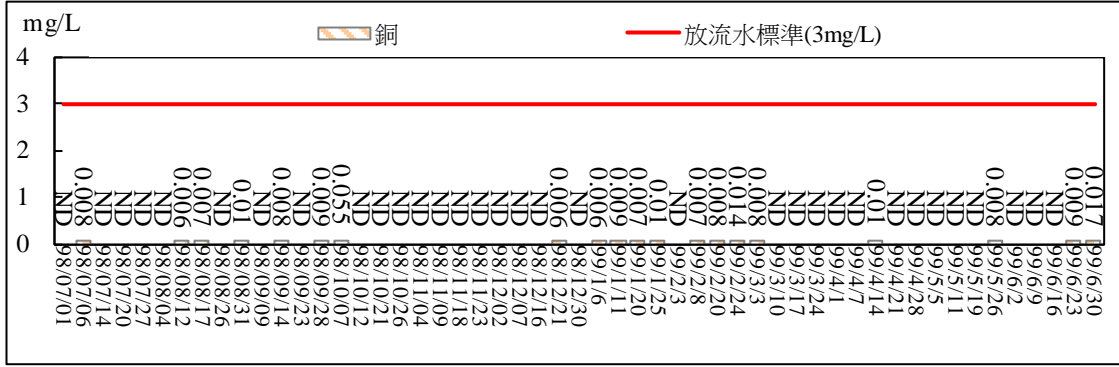 mg/L
銅
放流水標準(3mg/L)
4
3
2
1
0
ND
0.008
ND
ND
ND
ND
0.006
0.007
ND
0.01
ND
0.008
ND
0.009
0.055
ND
ND
ND
ND
ND
ND
ND
ND
ND
ND
0.006
ND
0.006
0.009
0.007
0.01
ND
0.007
0.008
0.014
0.008
ND
ND
ND
ND
ND
0.01
ND
ND
ND
ND
ND
0.008
ND
ND
ND
0.009
0.017
98/07/01
98/07/06
98/07/14
98/07/20
98/07/27
98/08/04
98/08/12
98/08/17
98/08/26
98/08/31
98/09/09
98/09/14
98/09/23
98/09/28
98/10/07
98/10/12
98/10/21
98/10/26
98/11/04
98/11/09
98/11/18
98/11/23
98/12/02
98/12/07
98/12/16
98/12/21
98/12/30
99/1/6
99/1/11
99/1/20
99/1/25
99/2/3
99/2/8
99/2/20
99/2/24
99/3/3
99/3/10
99/3/17
99/3/24
99/4/1
99/4/7
99/4/14
99/4/21
99/4/28
99/5/5
99/5/11
99/5/19
99/5/26
99/6/2
99/6/9
99/6/16
99/6/23
99/6/30